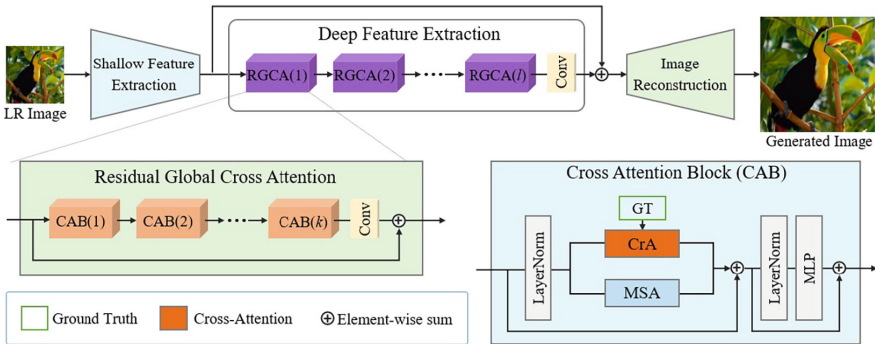 Deep Feature Extraction
Shallow Feature
Extraction
RGCA(1)
RGCA(2)
RGCA(l)
Conv
Image
Reconstruction
LR Image
Generated Image
Residual Global Cross Attention
CAB(1)
CAB(2)
CAB(k)
Conv
Cross Attention Block (CAB)
GT
LayerNorm
CrA
MSA
LayerNorm
MLP
Ground Truth
Cross-Attention
Element-wise sum